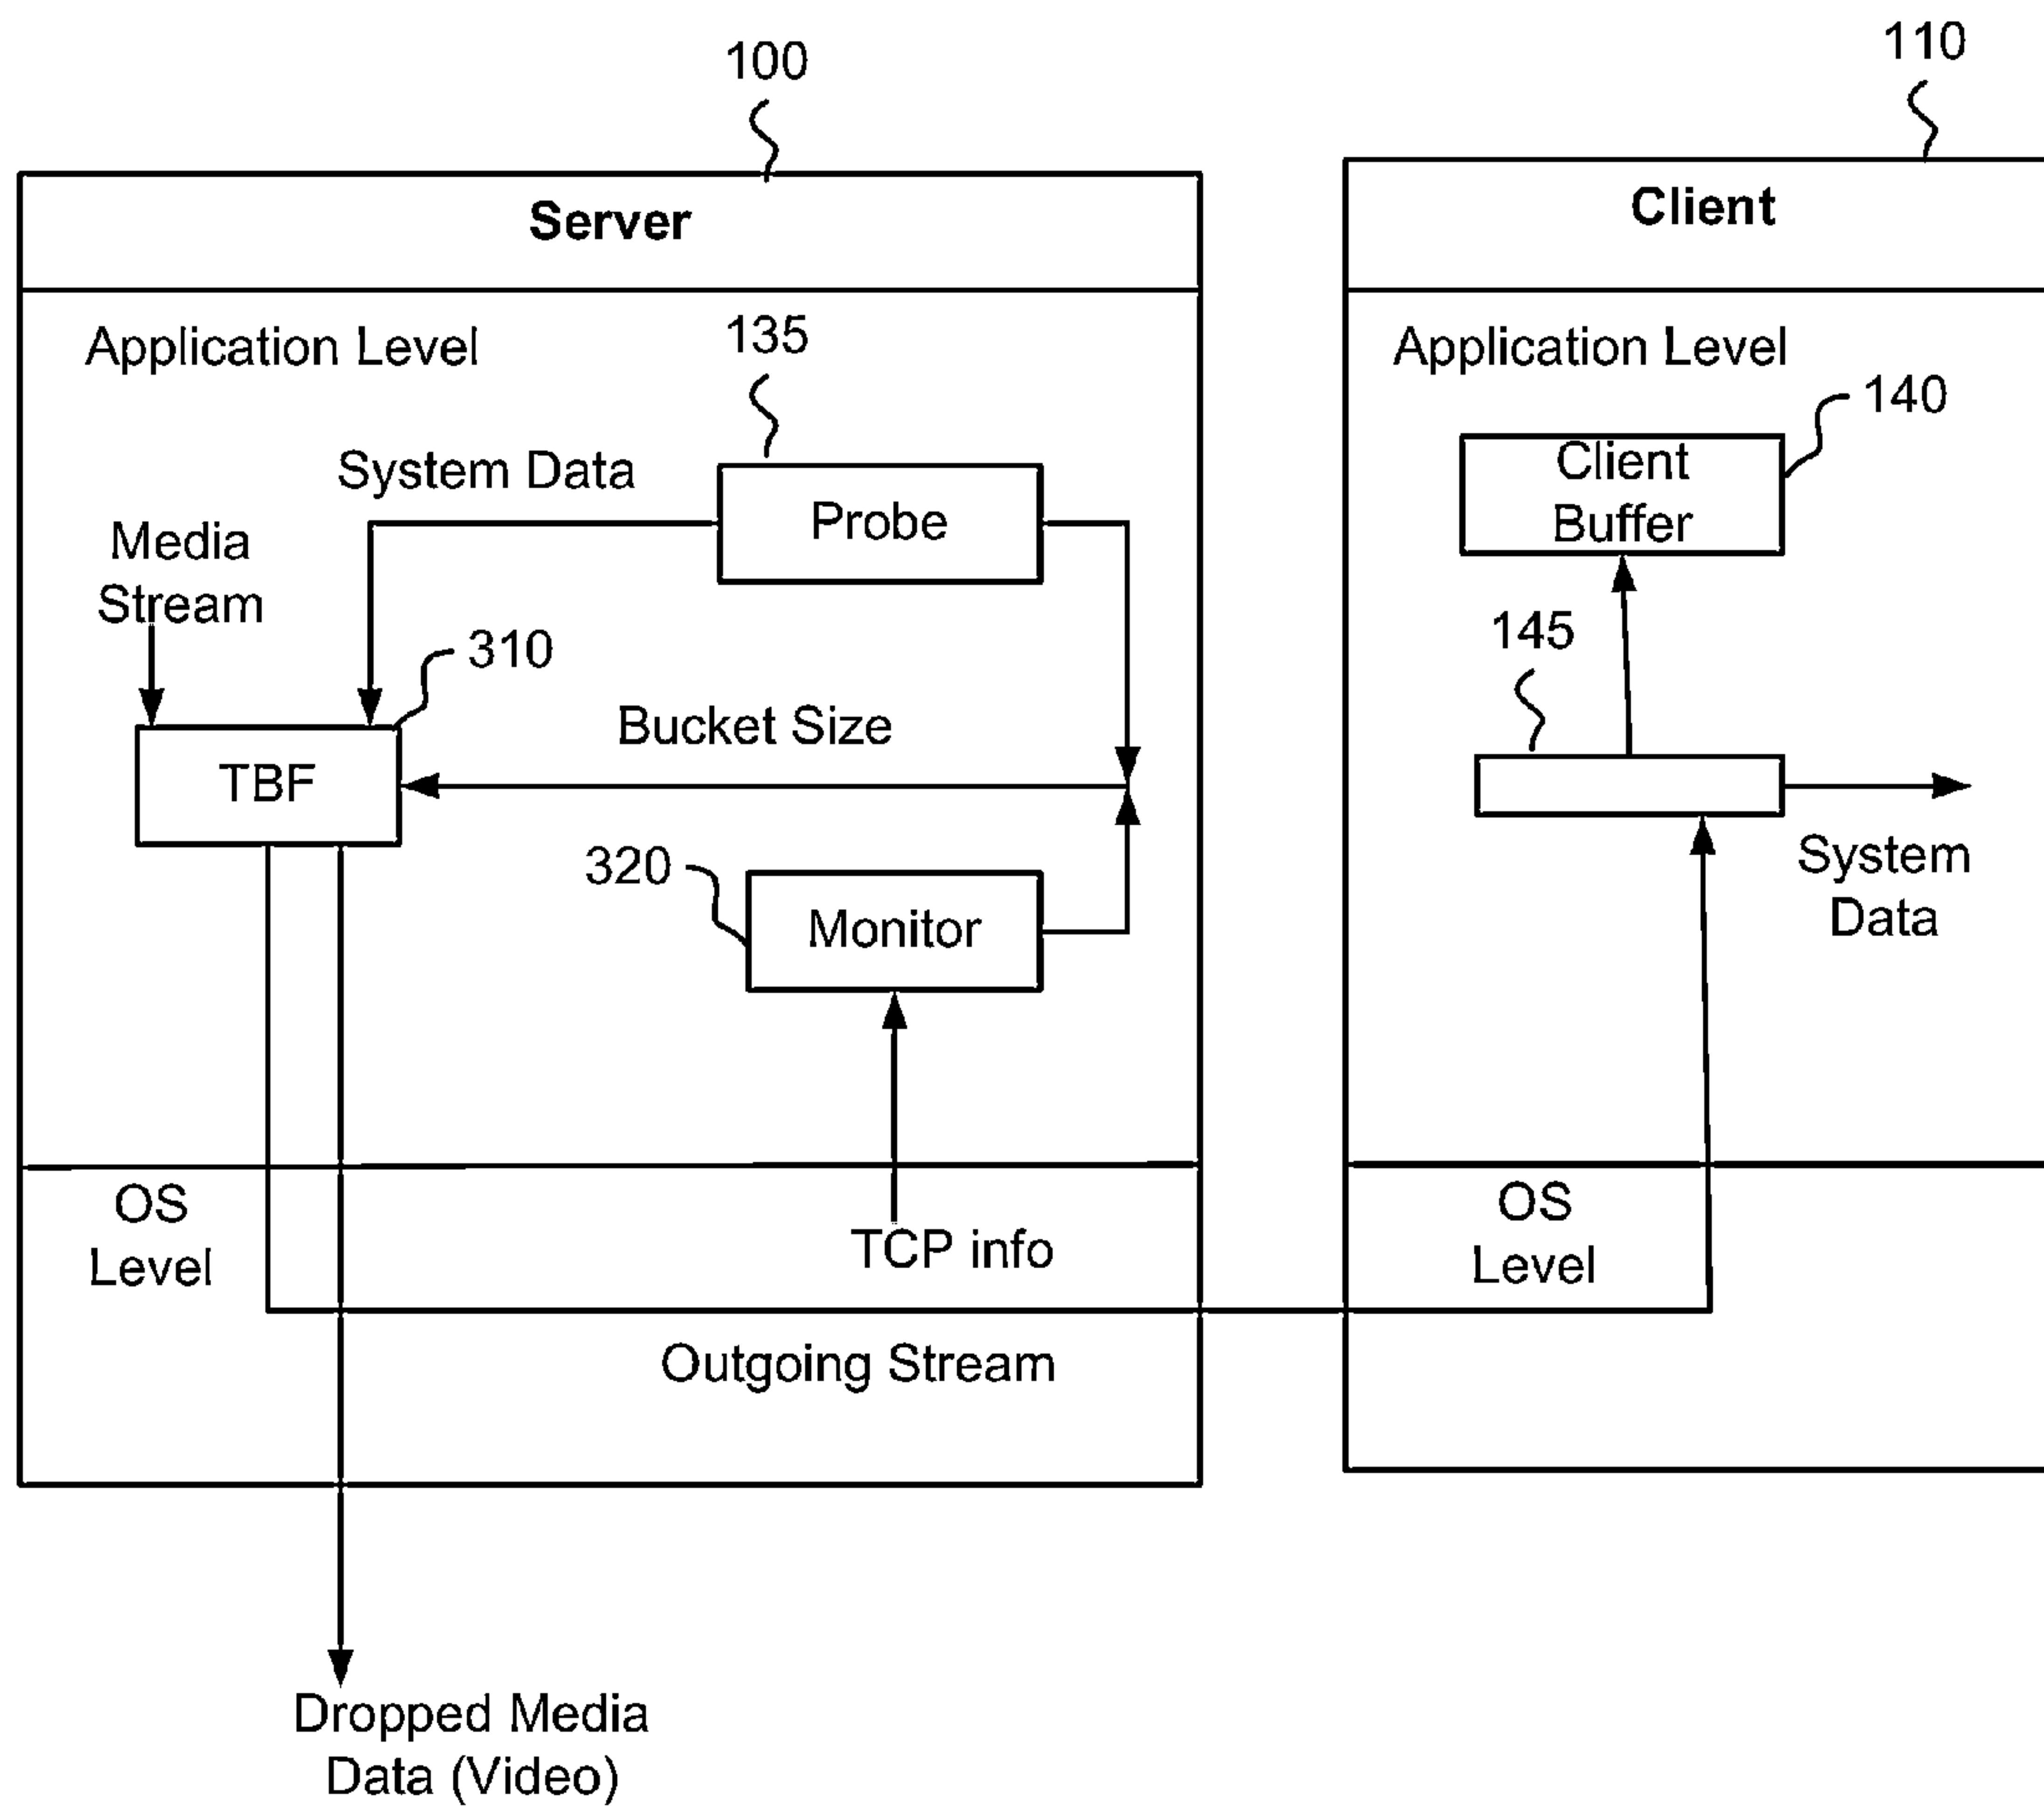 100
110
Server
Client
Application Level
135
Application Level
140
System Data
Probe
Client
Buffer
Media
Stream
310
145
Bucket Size
TBF
320
Monitor
System
Data
OS
Level
TCP info
OS
Level
Outgoing Stream
Dropped Media
Data (Video)